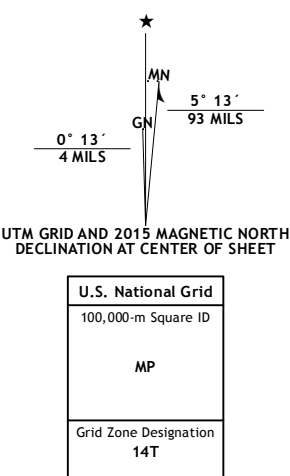 MN
5° 13´
93 MILS
GN
0° 13´
4 MILS
UTM GRID AND 2015 MAGNETIC NORTH
DECLINATION AT CENTER OF SHEET
U.S. National Grid
100,000-m Square ID
MP
Grid Zone Designation
14T